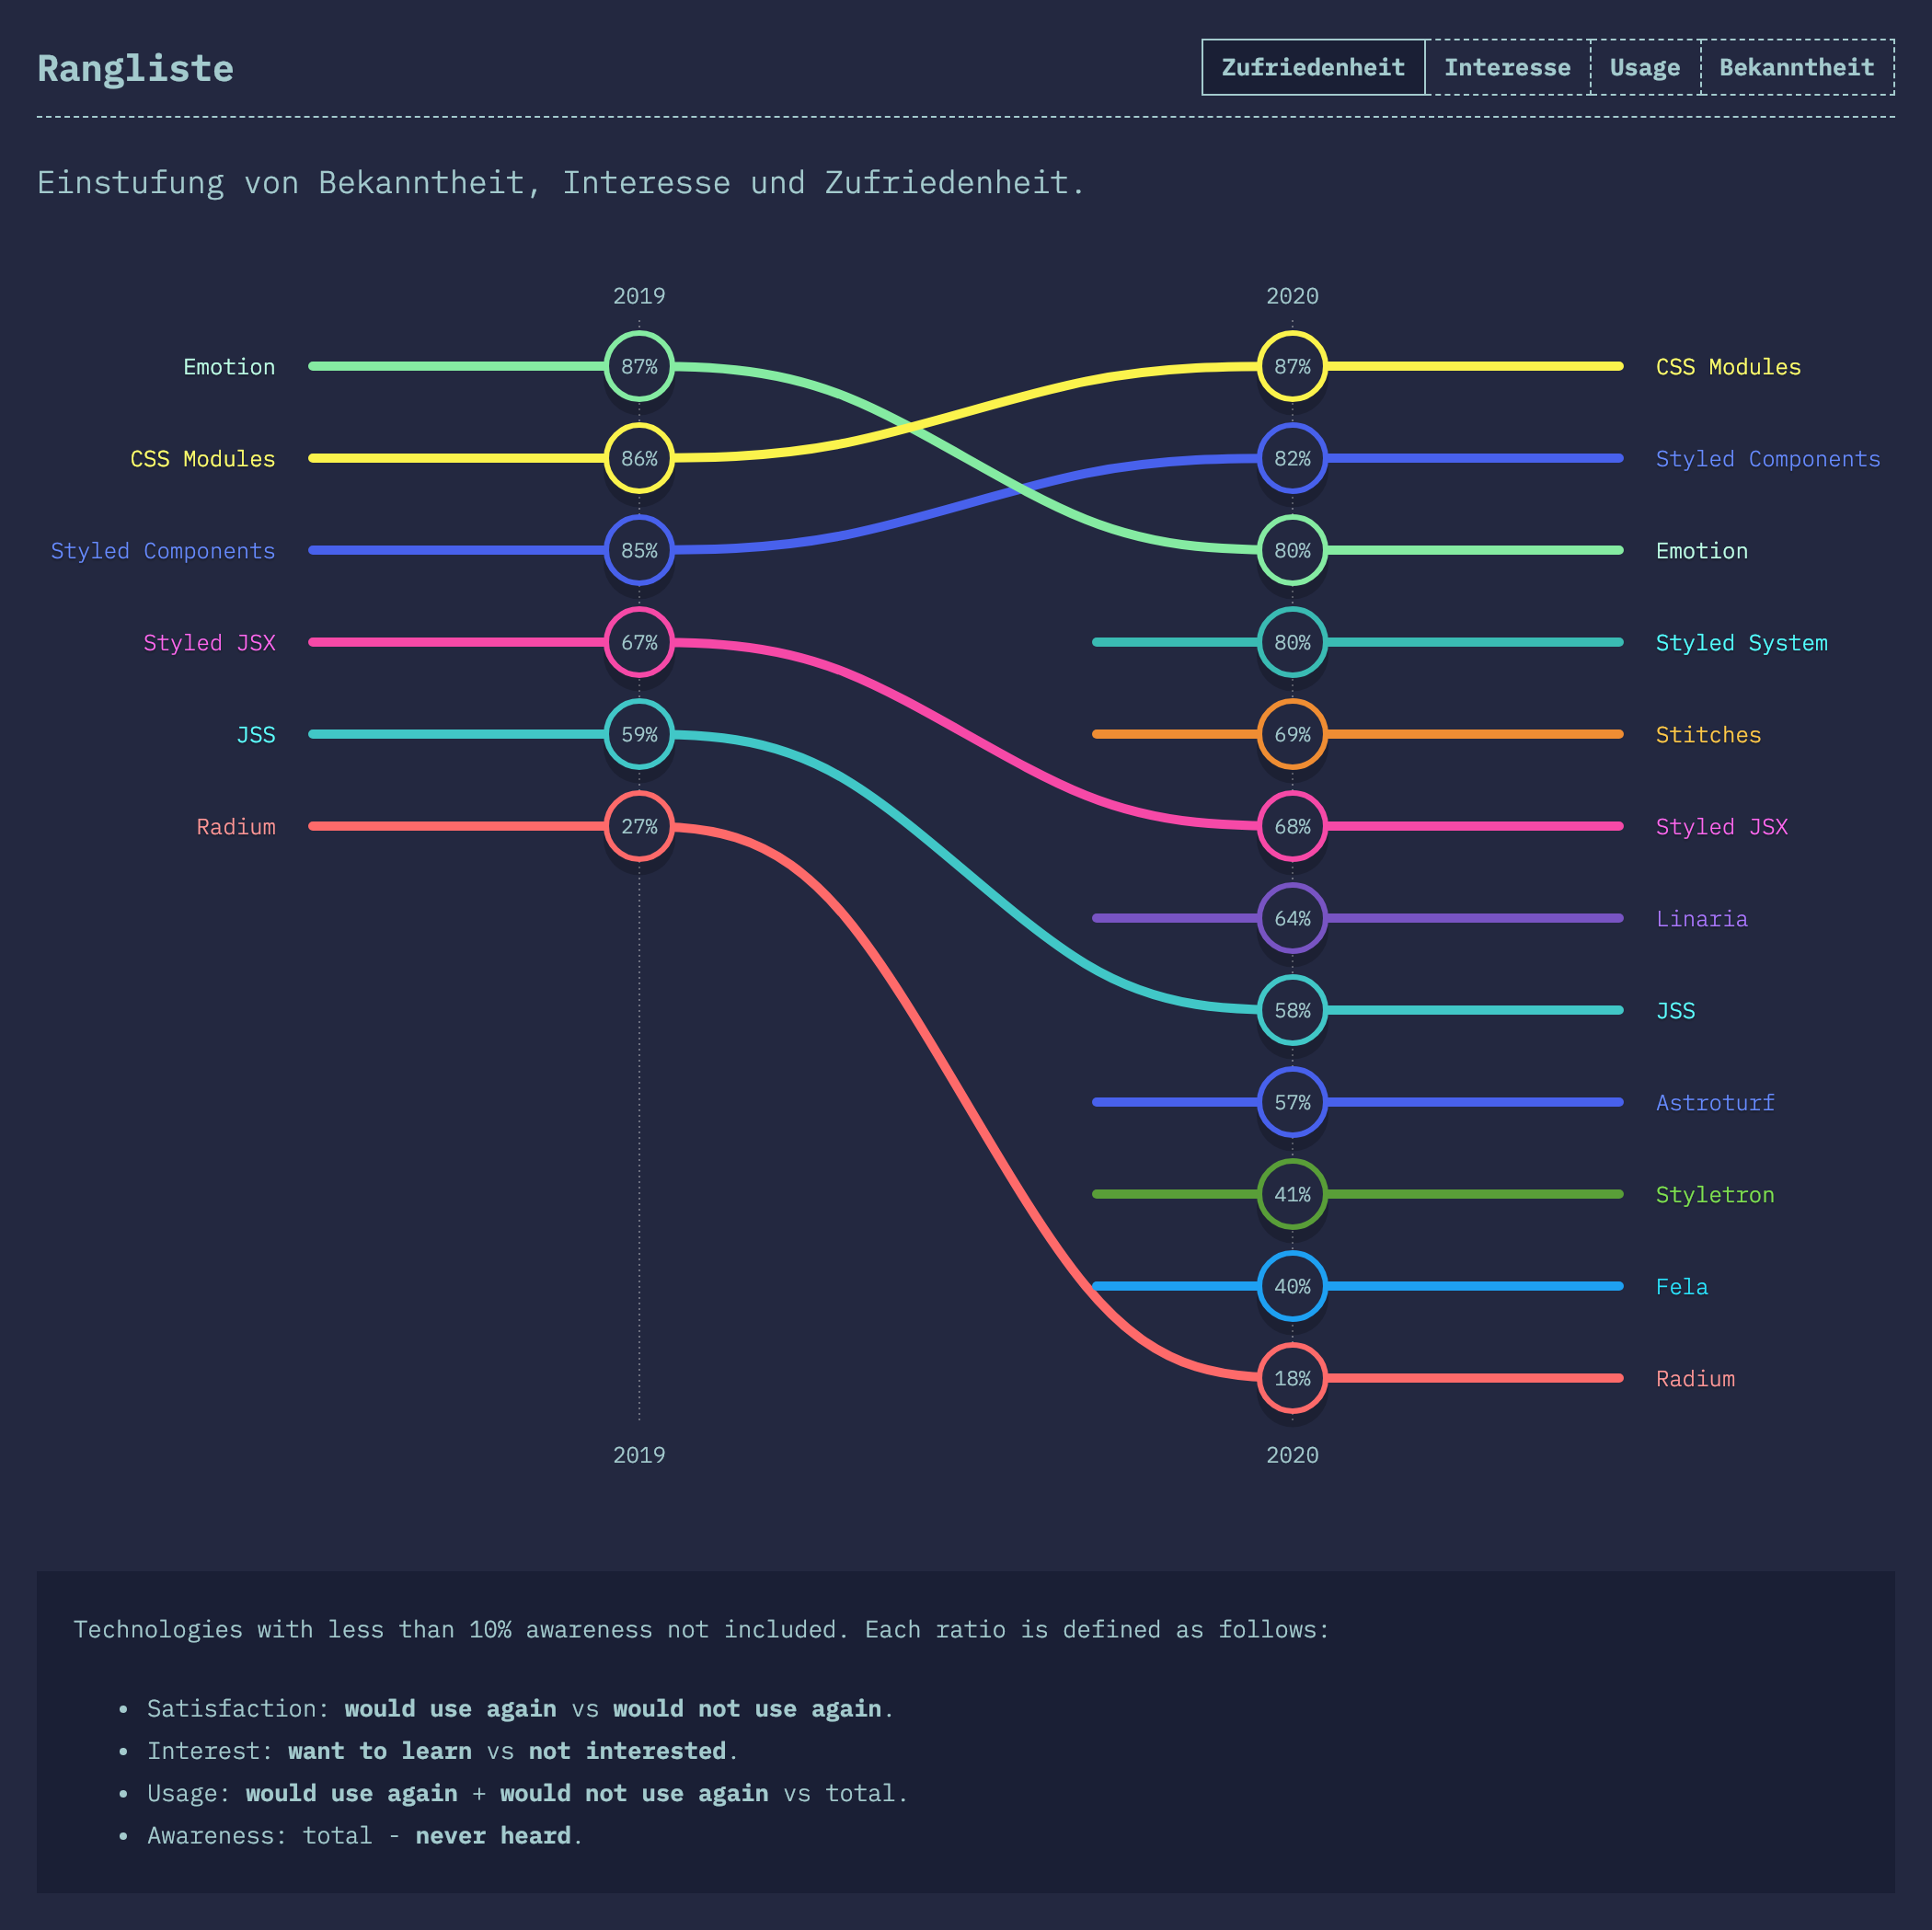 Rangliste
Zufriedenheit Interesse Usage Bekanntheit
Einstufung von Bekanntheit, Interesse und Zufriedenheit.
2019 2020
Emotion 87% 87% CSS Modules
CSS Modules 86% 82% Styled Components
Styled Components 85% 80% Emotion
Styled JSX 67% 80% Styled System
JSS 59% 69% Stitches
Radium 27% 68% Styled JSX
64% Linaria
58% JSS
57% Astroturf
41% Styletron
40% Fela
18% Radium
2019 2020
Technologies with less than 10% awareness not included. Each ratio is defined as follows:
• Satisfaction: would use again vs would not use again.
• Interest: want to learn vs not interested.
• Usage: would use again + would not use again vs total.
• Awareness: total - never heard.